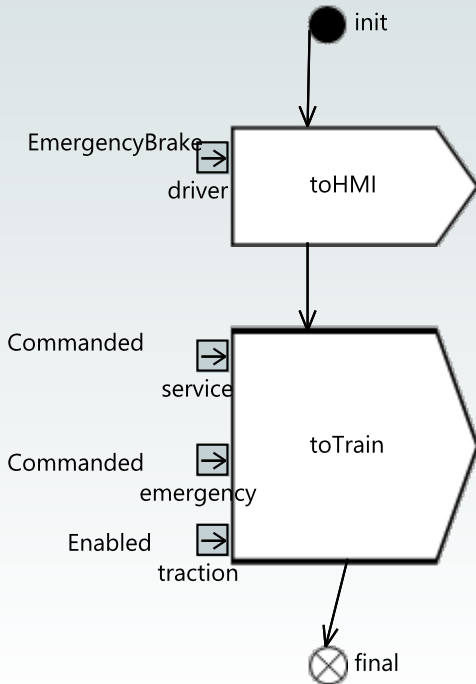 init
EmergencyBrake
driver
toHMI
Commanded
service
toTrain
Commanded
emergency
Enabled
traction
final